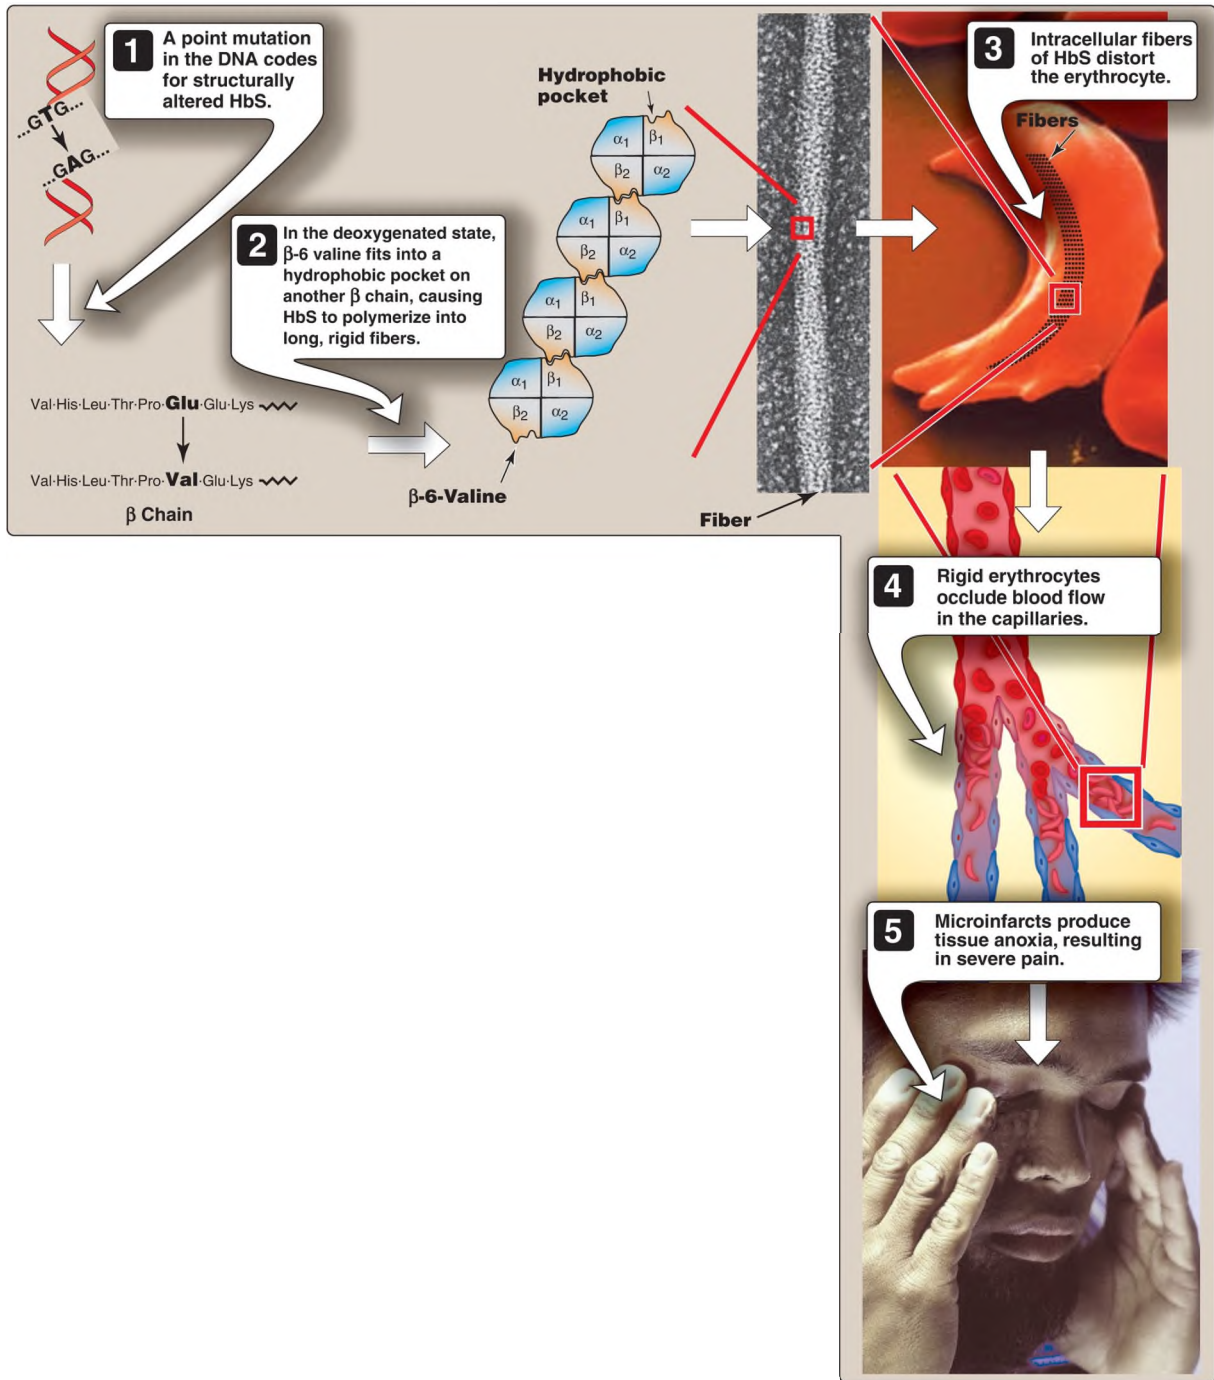 1
A point mutation
in the DNA codes
for structurally
altered HbS.
...GTG...
...GAG...
2
In the deoxygenated state,
β-6 valine fits into a
hydrophobic pocket on
another β chain, causing
HbS to polymerize into
long, rigid fibers.
Val·His·Leu·Thr·Pro·Glu·Glu·Lys
Val·His·Leu·Thr·Pro·Val·Glu·Lys
β Chain
Hydrophobic
pocket
α1 β1
β2 α2
α1 β1
β2 α2
α1 β1
β2 α2
α1 β1
β2 α2
β-6-Valine
Fiber
3
Intracellular fibers
of HbS distort
the erythrocyte.
Fibers
4
Rigid erythrocytes
occlude blood flow
in the capillaries.
5
Microinfarcts produce
tissue anoxia, resulting
in severe pain.